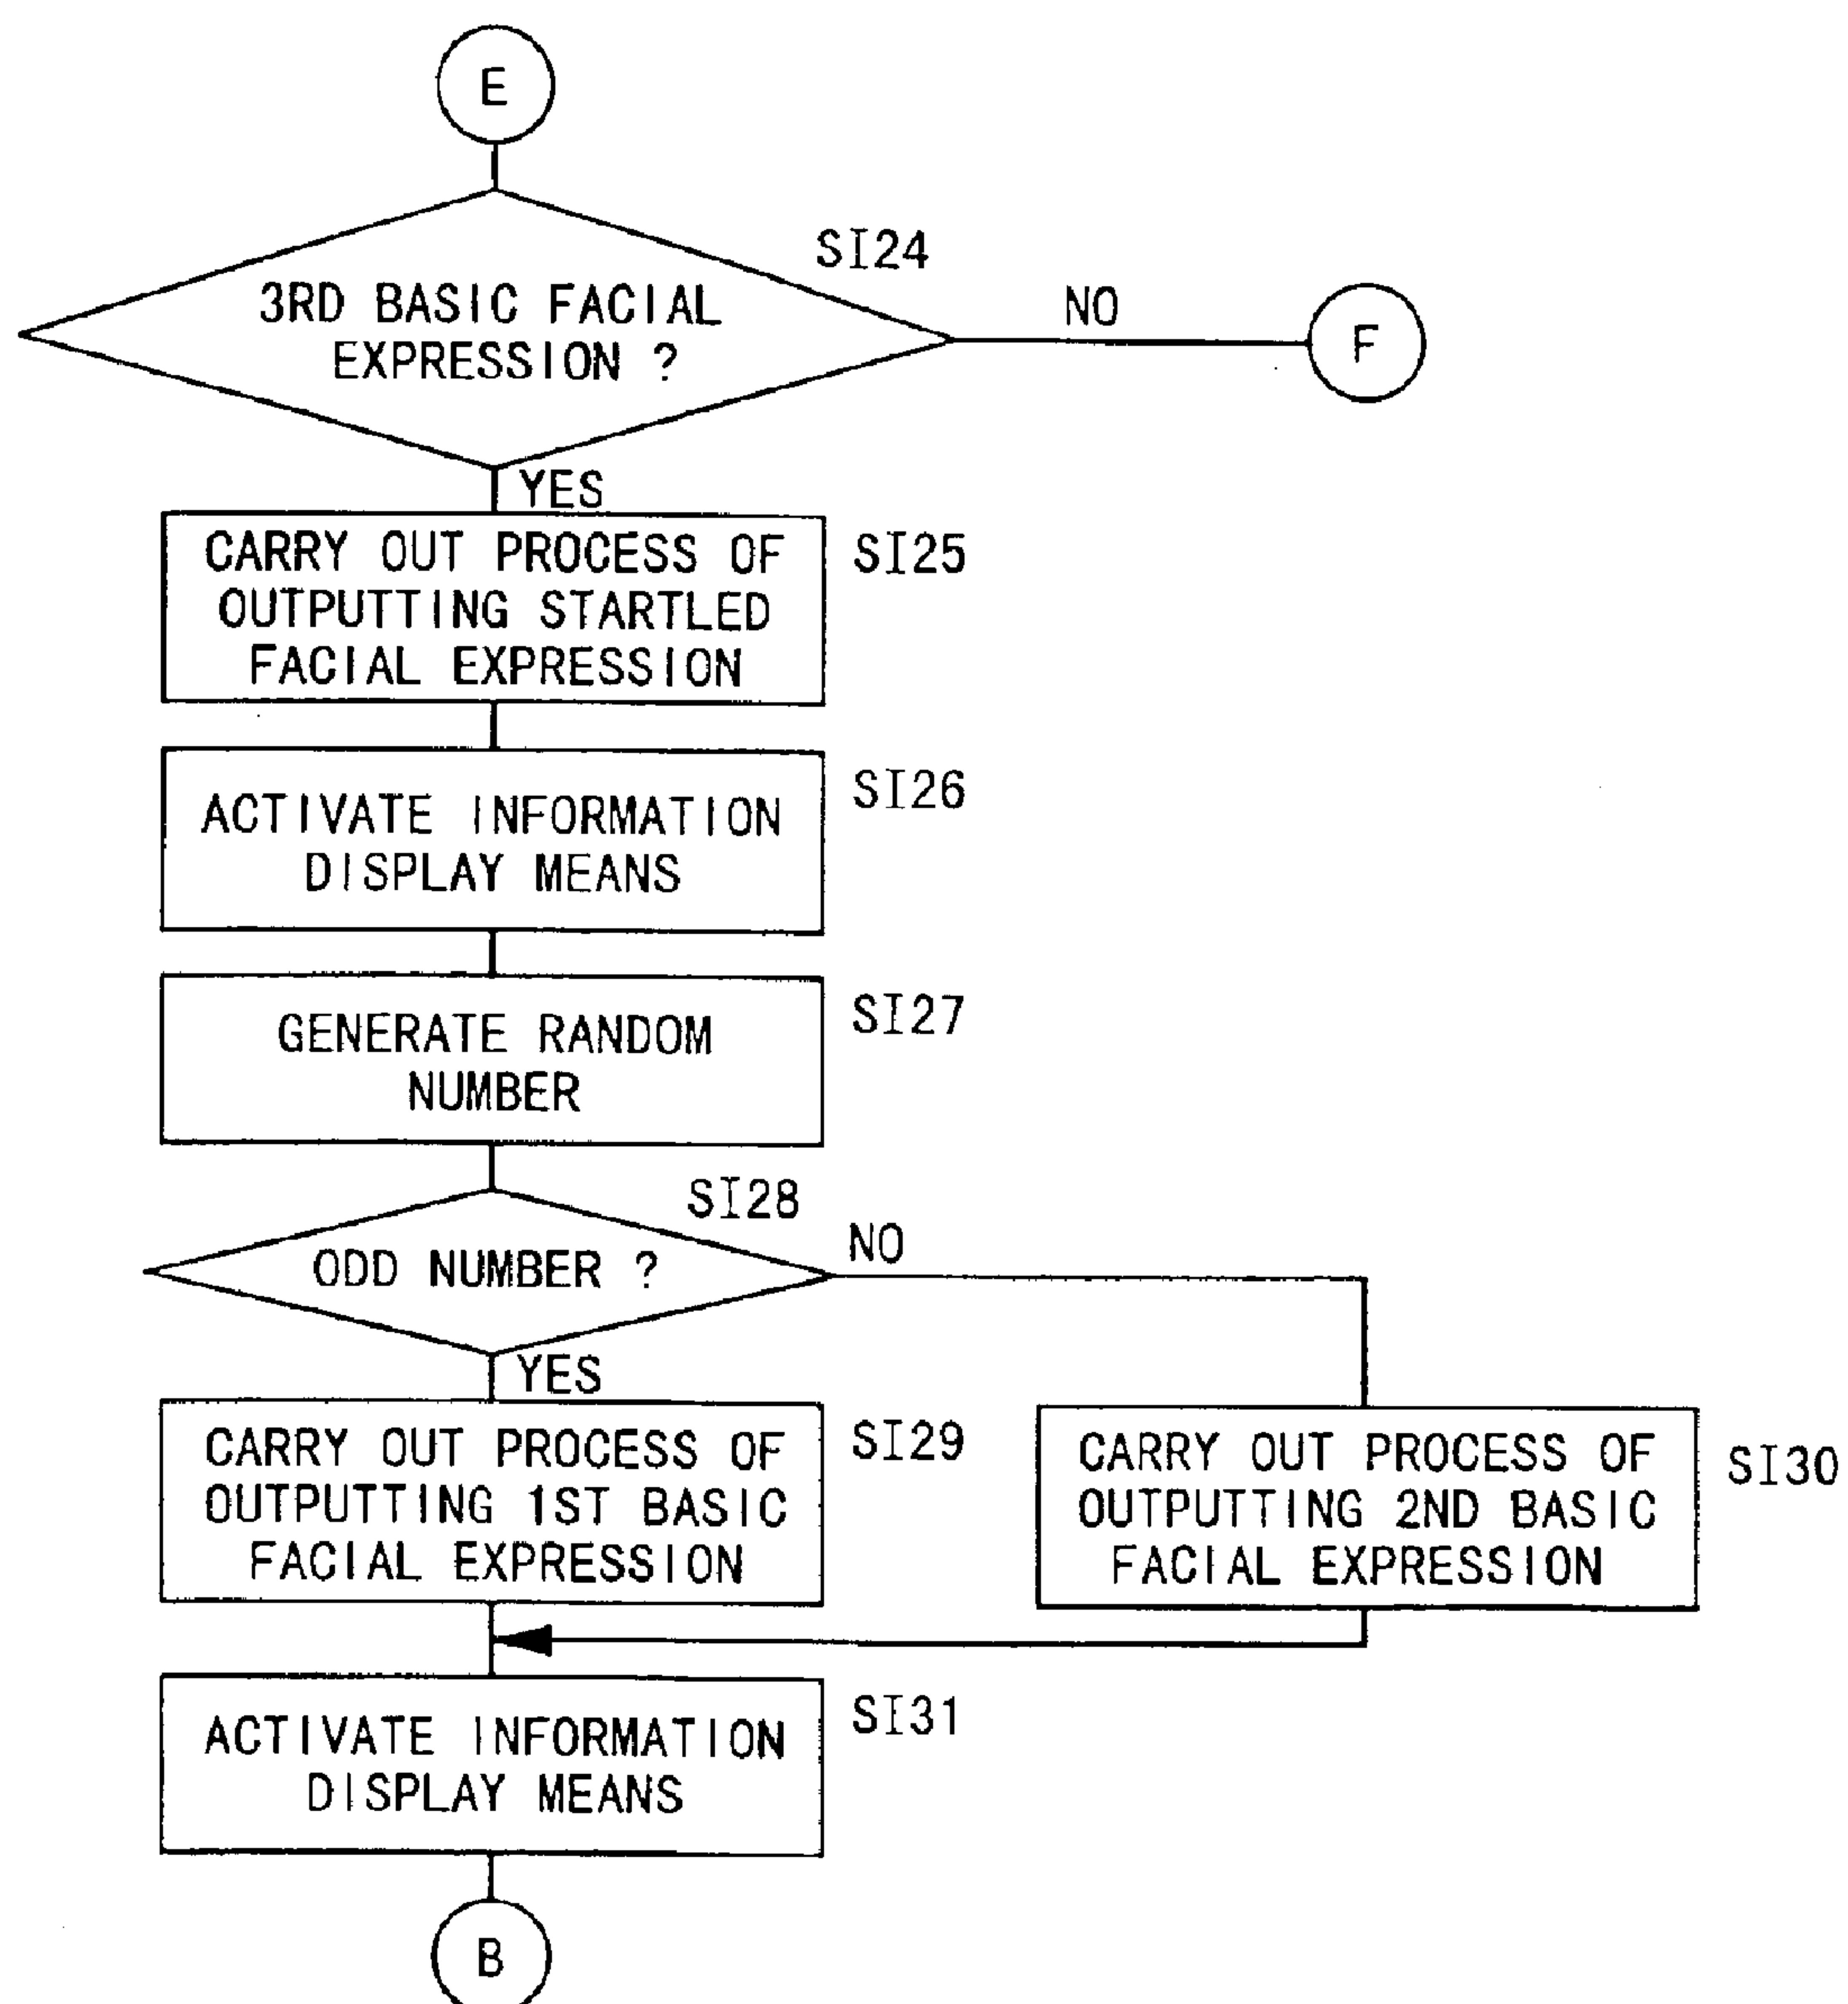 E
SI24
3RD BASIC FACIAL
EXPRESSION ?
NO
F
YES
CARRY OUT PROCESS OF
OUTPUTTING STARTLED
FACIAL EXPRESSION
SI25
ACTIVATE INFORMATION
DISPLAY MEANS
SI26
GENERATE RANDOM
NUMBER
SI27
SI28
ODD NUMBER ?
NO
YES
CARRY OUT PROCESS OF
OUTPUTTING 1ST BASIC
FACIAL EXPRESSION
SI29
CARRY OUT PROCESS OF
OUTPUTTING 2ND BASIC
FACIAL EXPRESSION
SI30
ACTIVATE INFORMATION
DISPLAY MEANS
SI31
B